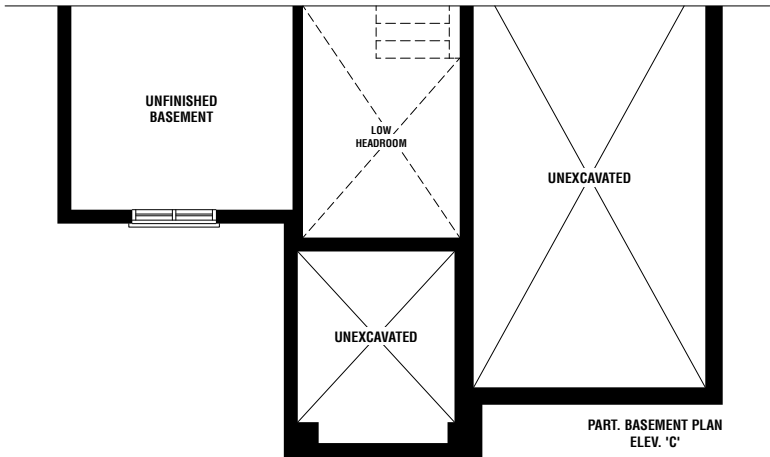 UNFINISHED
BASEMENT
LOW
HEADROOM
UNEXCAVATED
UNEXCAVATED
PART. BASEMENT PLAN
ELEV. 'C'